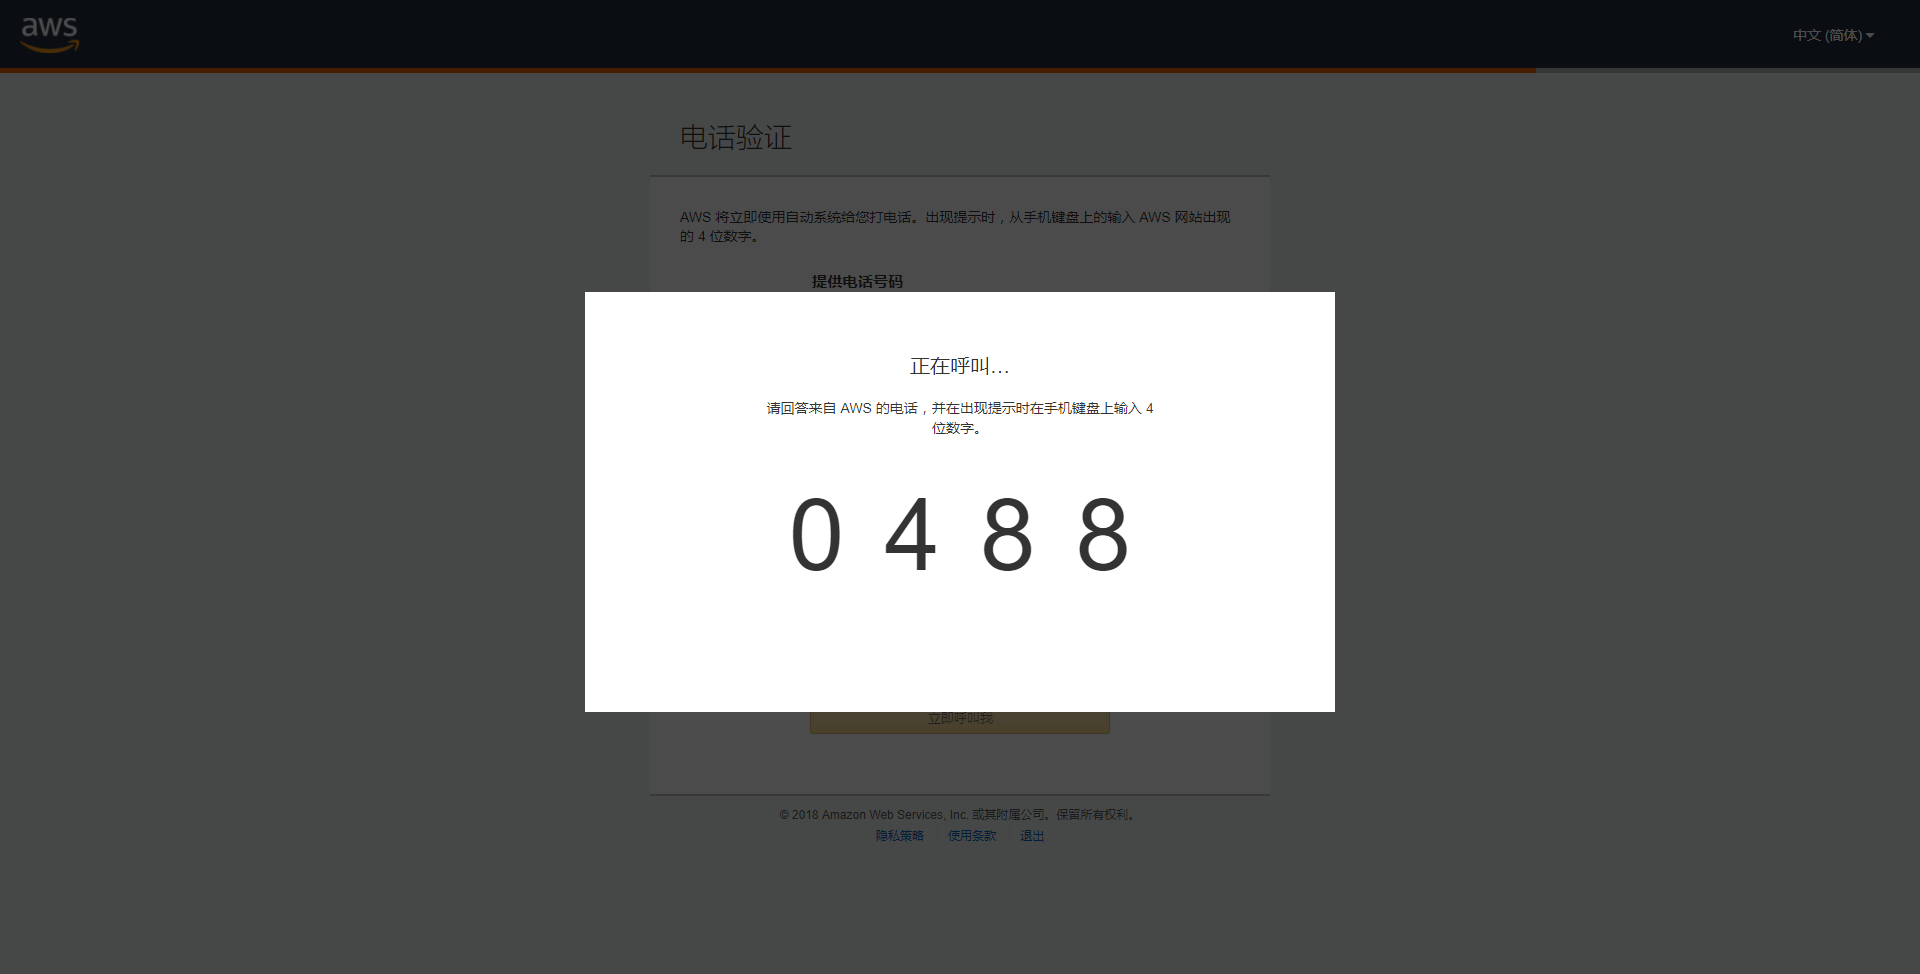 aws
中文 (简体)
电话验证
AWS 将立即使用自动系统给您打电话。出现提示时，从手机键盘上的输入 AWS 网站出现
的 4 位数字。
提供电话号码
正在呼叫...
请回答来自 AWS 的电话，并在出现提示时在手机键盘上输入 4
位数字。
0 4 8 8
立即呼叫我
© 2018 Amazon Web Services, Inc. 或其附属公司。保留所有权利。
隐私策略 | 使用条款 | 退出